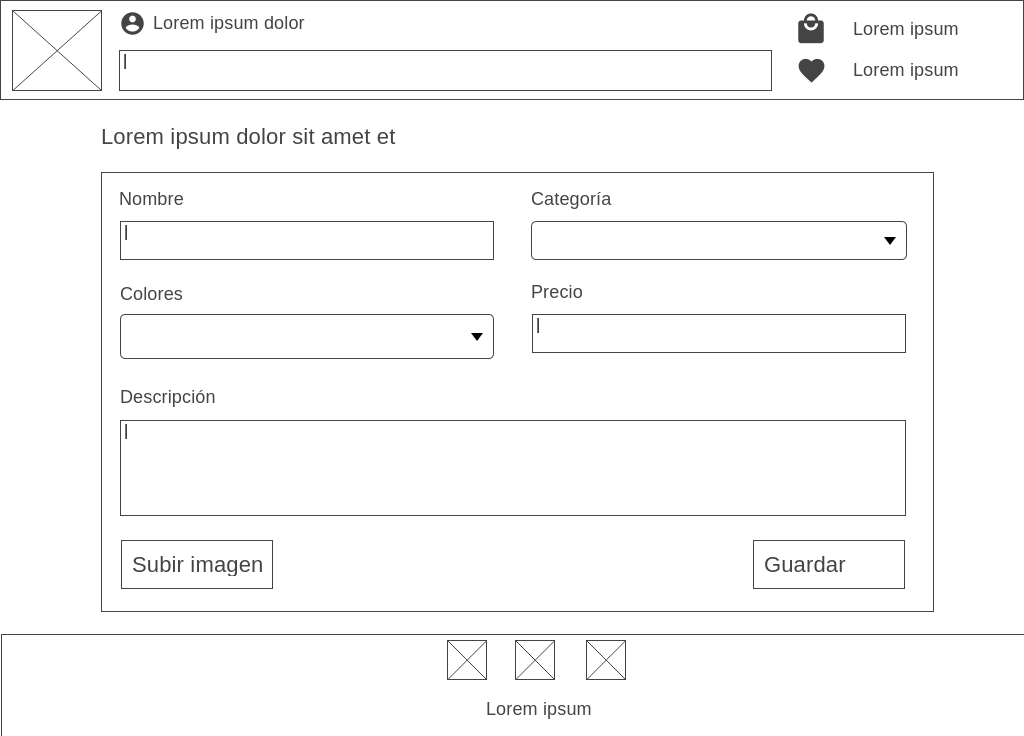 Lorem ipsum dolor
Lorem ipsum
Lorem ipsum
Lorem ipsum dolor sit amet et
Nombre
Categoría
Colores
Precio
Descripción
Subir imagen
Guardar
Lorem ipsum